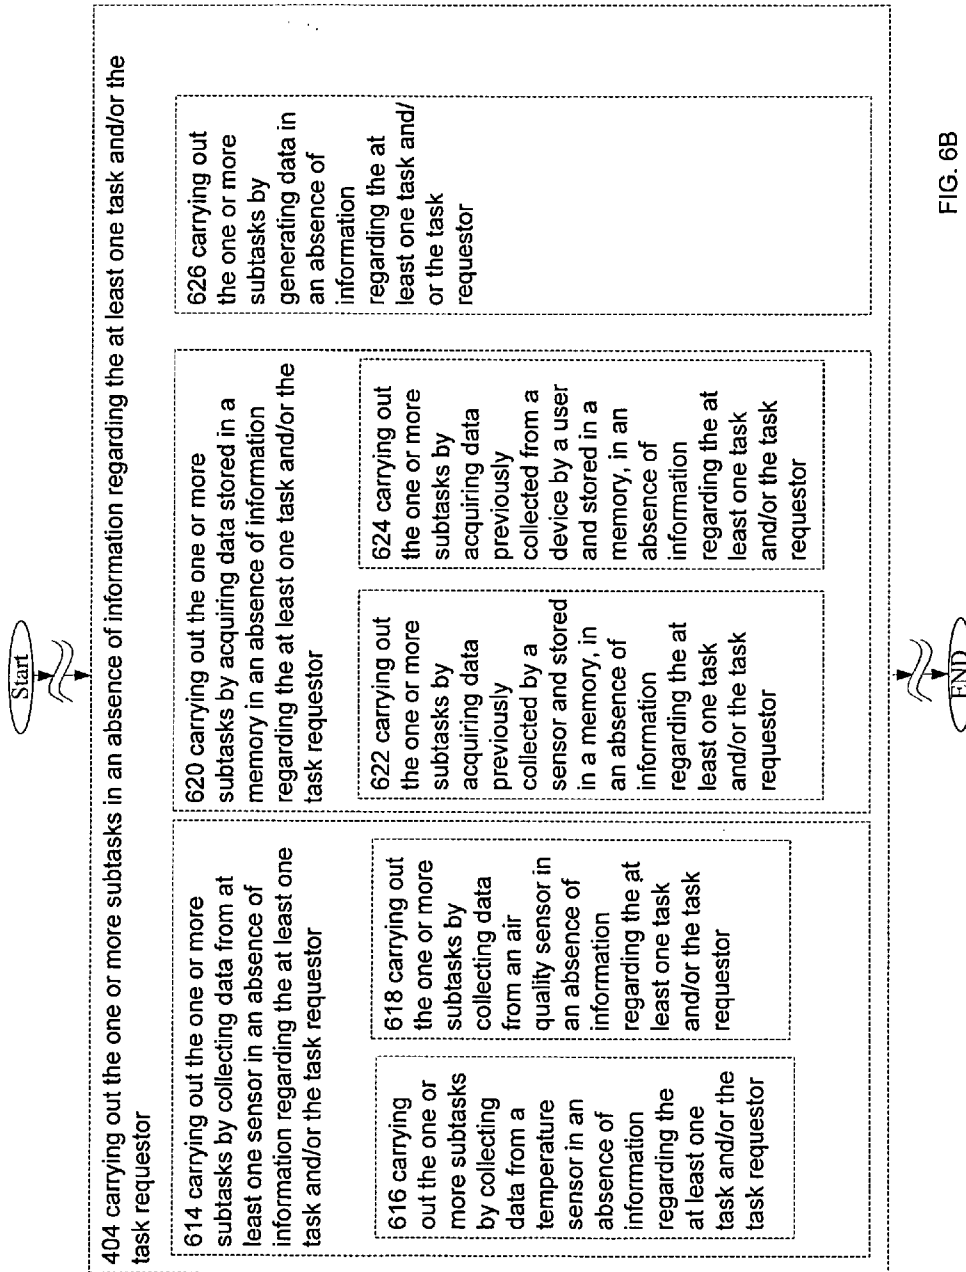 Start
404 carrying out the one or more subtasks in an absence of information regarding the at least one task and/or the
task requestor
614 carrying out the one or more
subtasks by collecting data from at
least one sensor in an absence of
information regarding the at least one
task and/or the task requestor
616 carrying
out the one or
more subtasks
by collecting
data from a
temperature
sensor in an
absence of
information
regarding the
at least one
task and/or the
task requestor
618 carrying out
the one or more
subtasks by
collecting data
from an air
quality sensor in
an absence of
information
regarding the at
least one task
and/or the task
requestor
620 carrying out the one or more
subtasks by acquiring data stored in a
memory in an absence of information
regarding the at least one task and/or the
task requestor
622 carrying out
the one or more
subtasks by
acquiring data
previously
collected by a
sensor and stored
in a memory, in
an absence of
information
regarding the at
least one task
and/or the task
requestor
624 carrying out
the one or more
subtasks by
acquiring data
previously
collected from a
device by a user
and stored in a
memory, in an
absence of
information
regarding the at
least one task
and/or the task
requestor
626 carrying out
the one or more
subtasks by
generating data in
an absence of
information
regarding the at
least one task and/
or the task
requestor
END
FIG. 6B